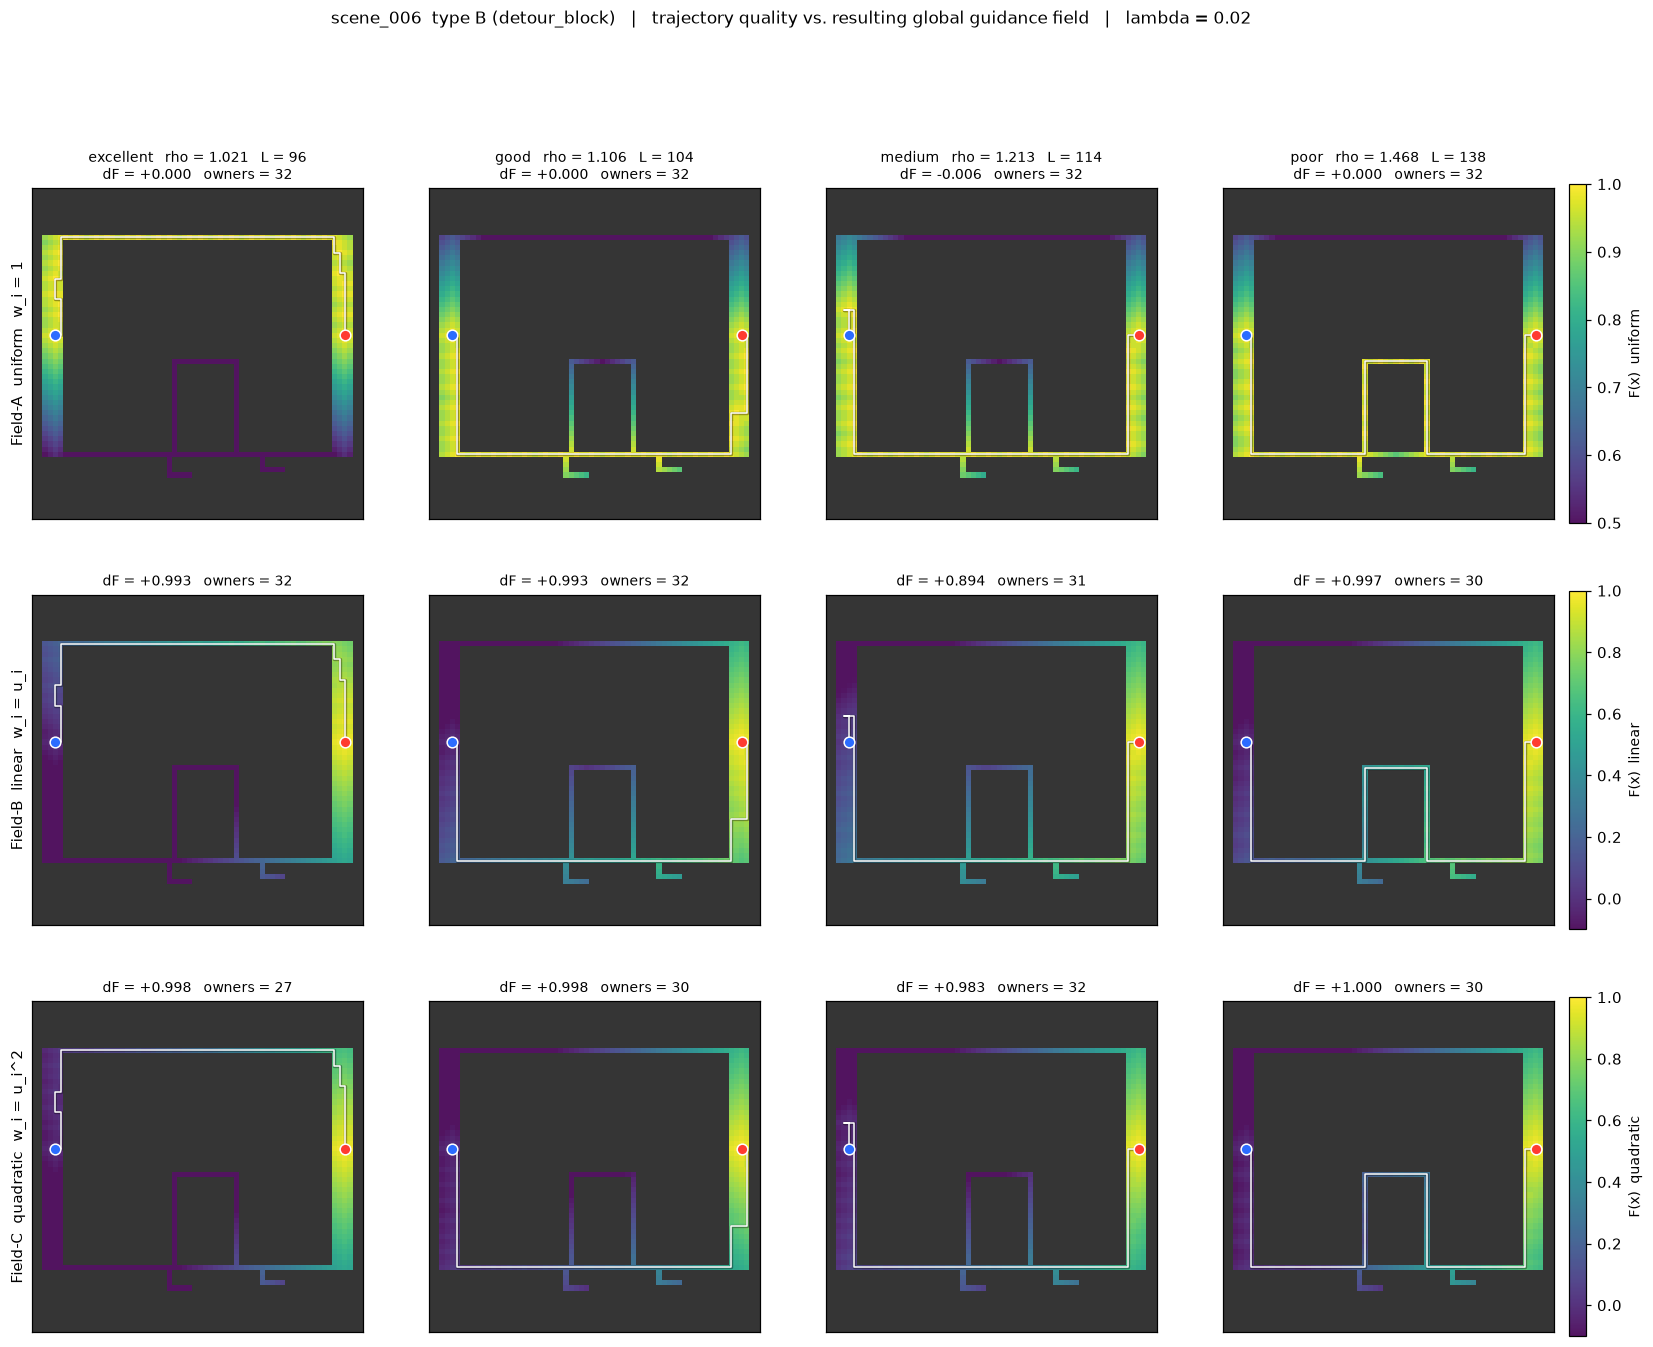 scene_006  type B (detour_block)   |   trajectory quality vs. resulting global guidance field   |   lambda = 0.02
excellent   rho = 1.021   L = 96
dF = +0.000   owners = 32
good   rho = 1.106   L = 104
dF = +0.000   owners = 32
medium   rho = 1.213   L = 114
dF = -0.006   owners = 32
poor   rho = 1.468   L = 138
dF = +0.000   owners = 32
Field-A  uniform  w_i = 1
1.0
0.9
0.8
0.7
0.6
0.5
F(x)  uniform
dF = +0.993   owners = 32
dF = +0.993   owners = 32
dF = +0.894   owners = 31
dF = +0.997   owners = 30
Field-B  linear  w_i = u_i
1.0
0.8
0.6
0.4
0.2
0.0
F(x)  linear
dF = +0.998   owners = 27
dF = +0.998   owners = 30
dF = +0.983   owners = 32
dF = +1.000   owners = 30
Field-C  quadratic  w_i = u_i^2
1.0
0.8
0.6
0.4
0.2
0.0
F(x)  quadratic